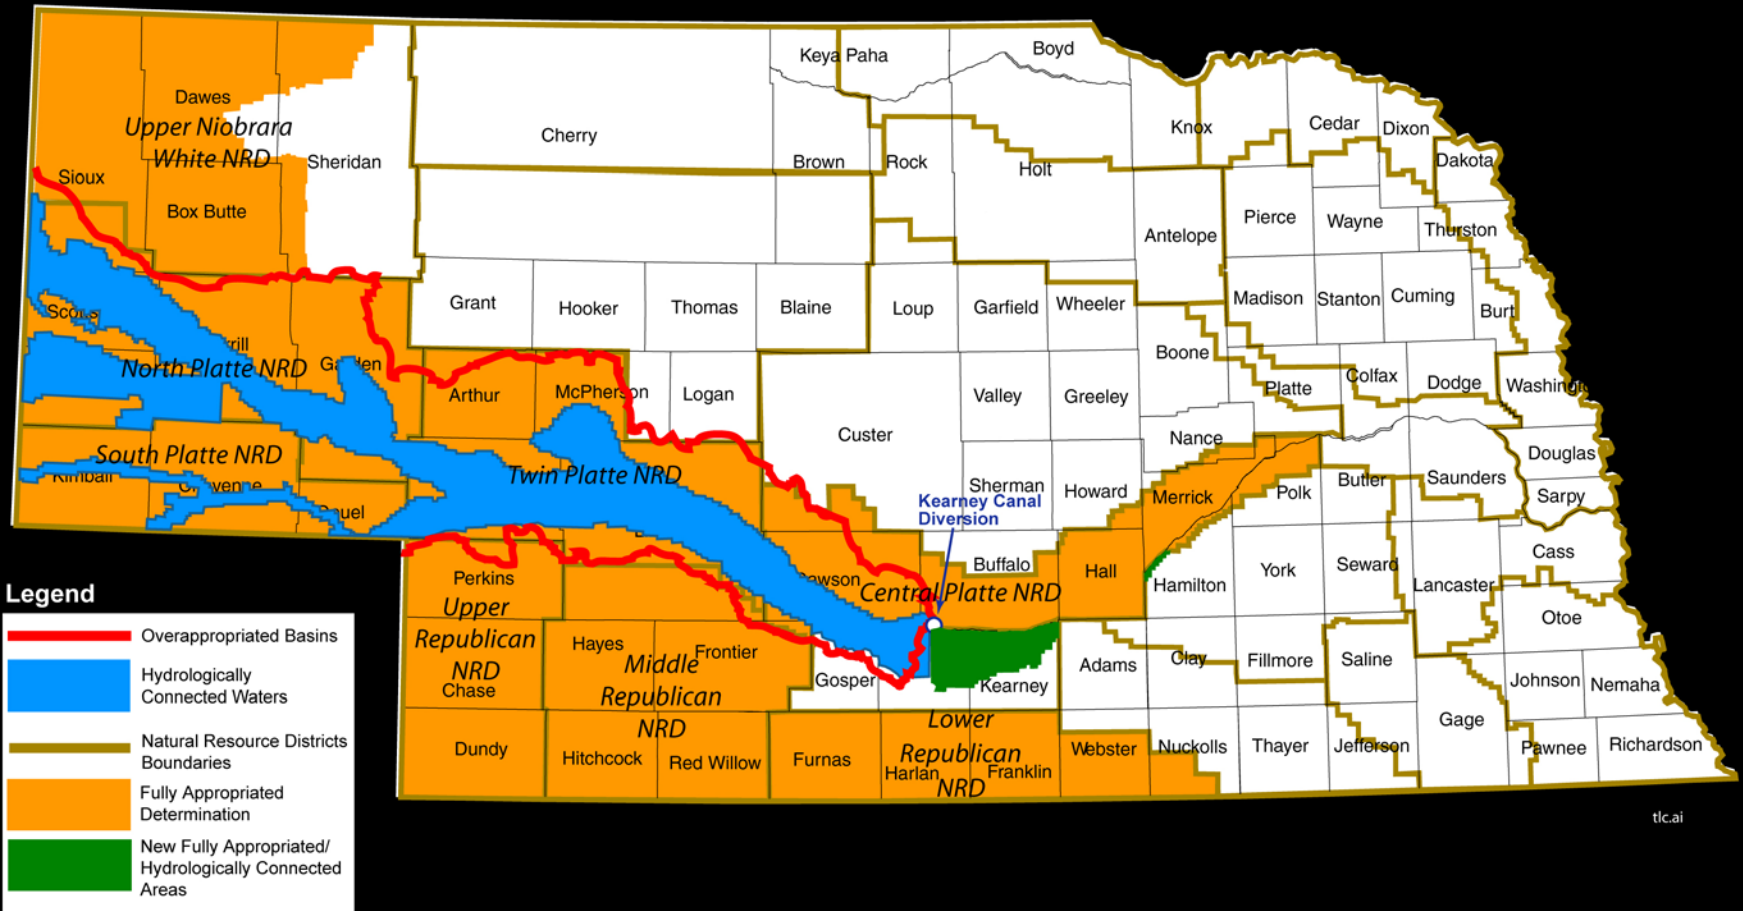 Keya Paha
Boyd
Dawes
Upper Niobrara
White NRD
Sheridan
Cherry
Brown
Rock
Holt
Knox
Cedar
Dixon
Dakota
Sioux
Box Butte
Antelope
Pierce
Wayne
Thurston
Grant
Hooker
Thomas
Blaine
Loup
Garfield
Wheeler
Madison
Stanton
Cuming
Burt
North Platte NRD
Arthur
McPherson
Logan
Custer
Valley
Greeley
Boone
Platte
Colfax
Dodge
South Platte NRD
Twin Platte NRD
Sherman
Howard
Nance
Merrick
Polk
Butler
Saunders
Douglas
Sarpy
Kearney Canal
Diversion
Buffalo
Hall
Hamilton
York
Seward
Lancaster
Cass
Otoe
Central Platte NRD
Perkins
Upper
Republican
NRD
Chase
Hayes
Frontier
Middle
Republican
NRD
Gosper
Kearney
Adams
Clay
Fillmore
Saline
Johnson
Nemaha
Gage
Dundy
Hitchcock
Red Willow
Furnas
Lower
Republican
NRD
Harlan
Franklin
Webster
Nuckolls
Thayer
Jefferson
Pawnee
Richardson
Legend
Overappropriated Basins
Hydrologically
Connected Waters
Natural Resource Districts
Boundaries
Fully Appropriated
Determination
New Fully Appropriated/
Hydrologically Connected
Areas
tlc.ai